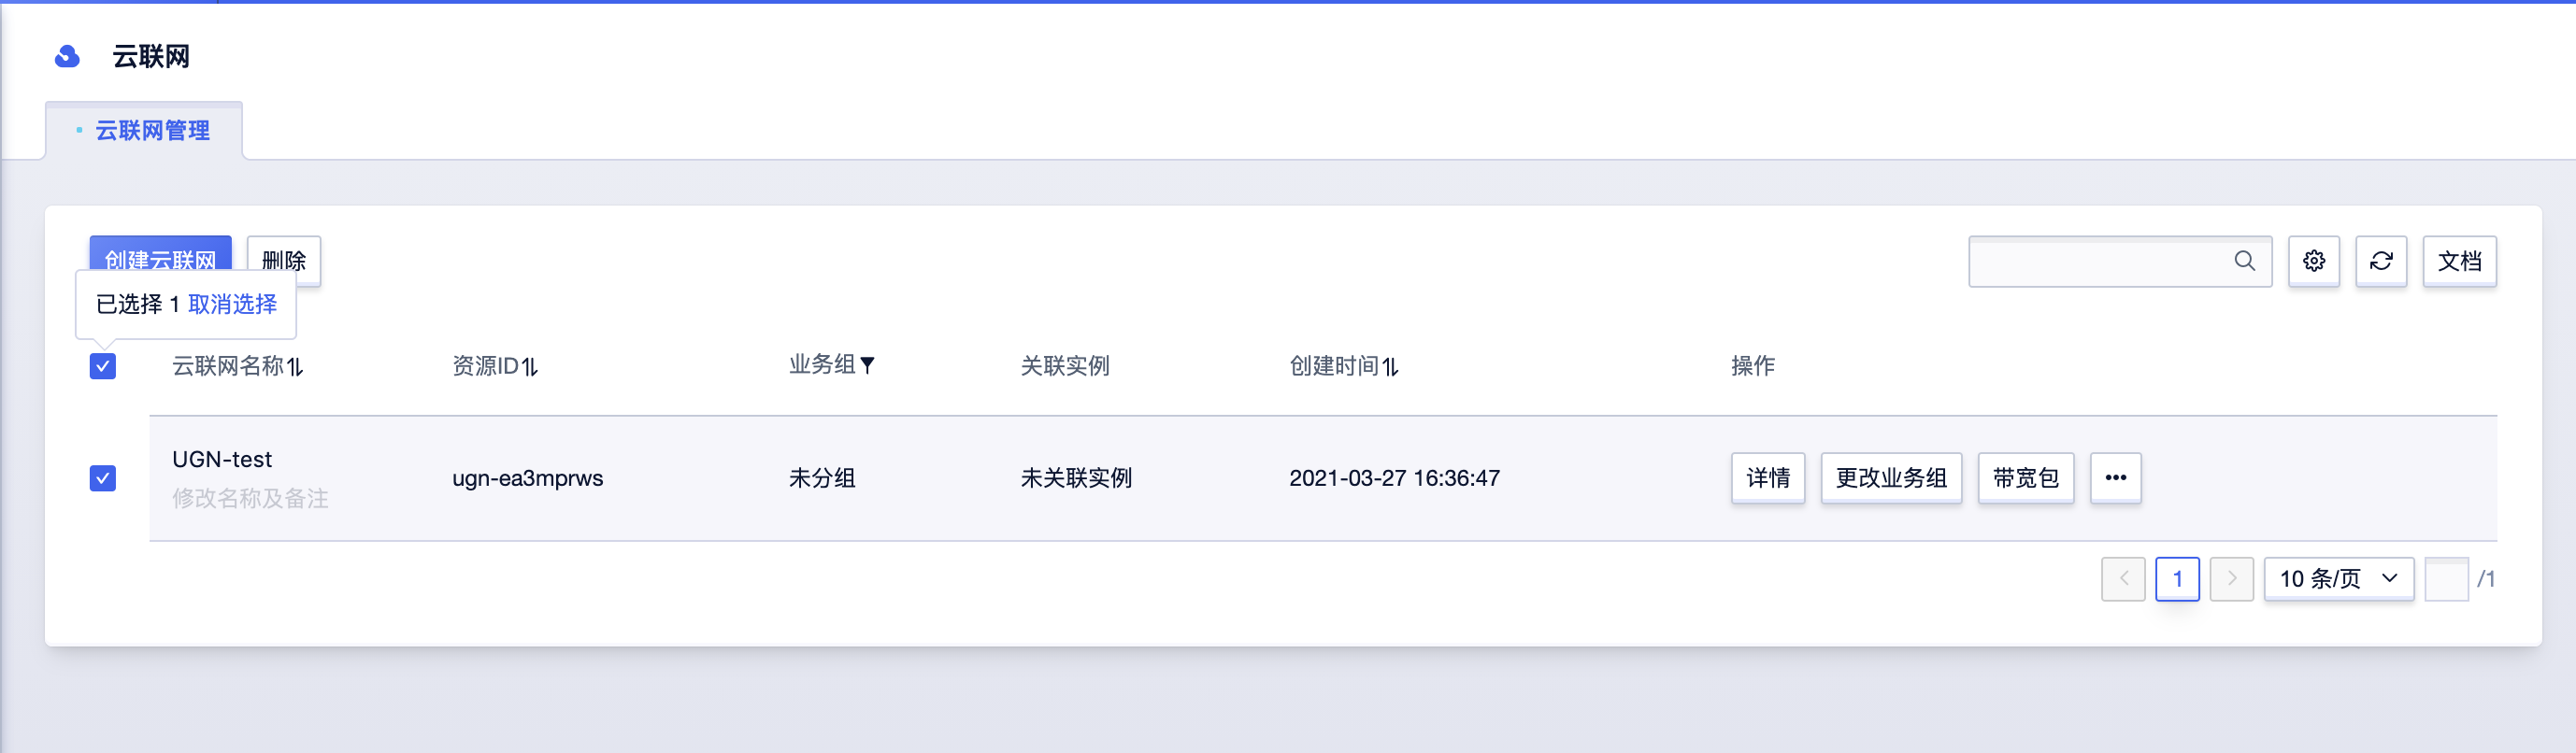 云联网
云联网管理
创建云联网 删除 文档
已选择 1 取消选择
云联网名称 资源ID 业务组 关联实例 创建时间 操作
UGN-test
修改名称及备注
ugn-ea3mprws 未分组 未关联实例 2021-03-27 16:36:47 详情 更改业务组 带宽包 •••
1 10 条/页 /1